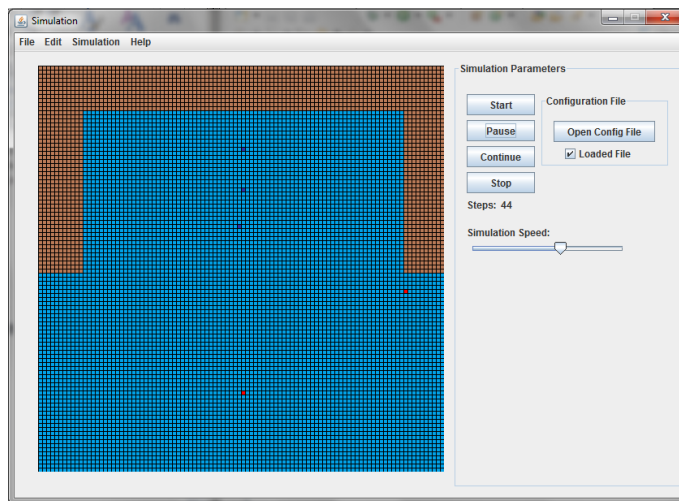 Simulation
File Edit Simulation Help
Simulation Parameters
Start
Configuration File
Pause
Open Config File
Continue
Loaded File
Stop
Steps: 44
Simulation Speed: